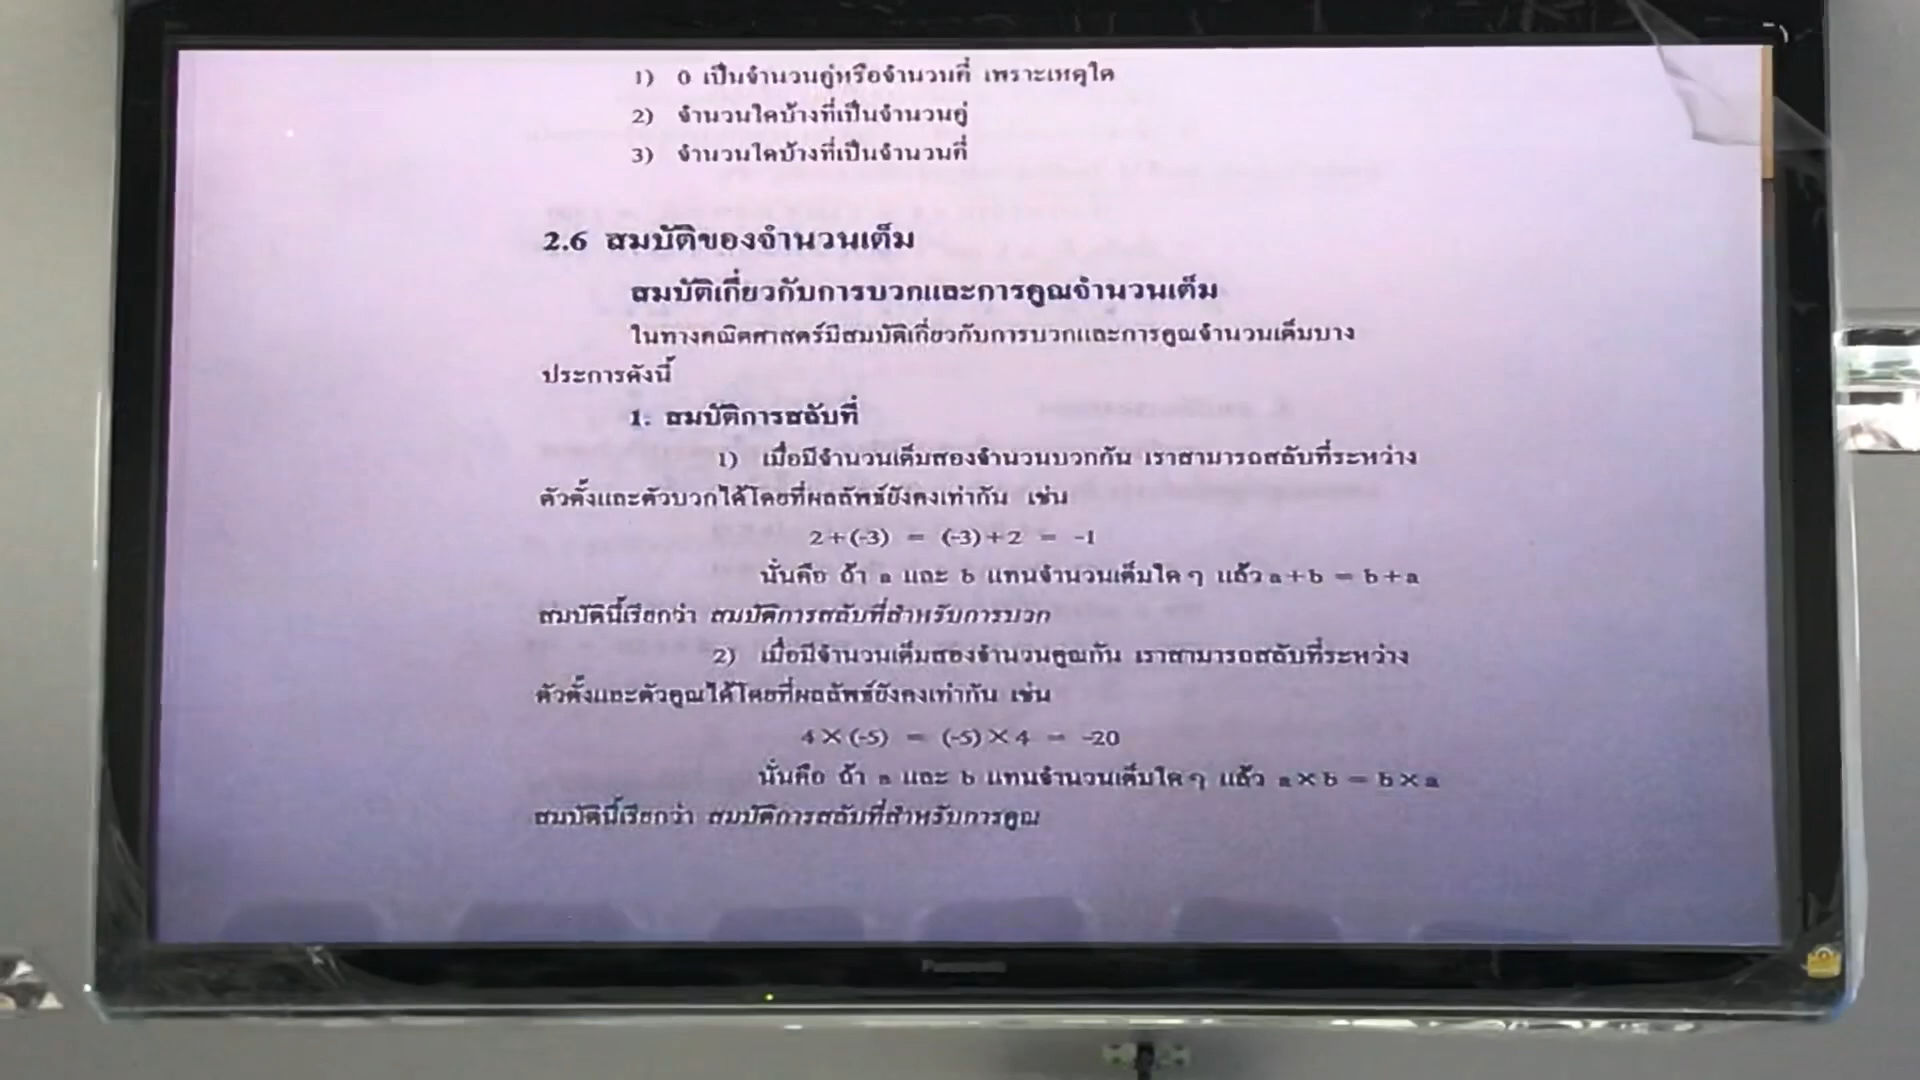 1) 0 เป็นจำนวนคู่หรือจำนวนคี่ เพราะเหตุใด
2) จำนวนใดบ้างที่เป็นจำนวนคู่
3) จำนวนใดบ้างที่เป็นจำนวนคี่
2.6 สมบัติของจำนวนเต็ม
สมบัติเกี่ยวกับการบวกและการคูณจำนวนเต็ม
ในทางคณิตศาสตร์มีสมบัติเกี่ยวกับการบวกและการคูณจำนวนเต็มบาง
ประการดังนี้
1. สมบัติการสลับที่
1) เมื่อมีจำนวนเต็มสองจำนวนบวกกัน เราสามารถสลับที่ระหว่าง
ตัวตั้งและตัวบวกได้โดยที่ผลลัพธ์ยังคงเท่ากัน เช่น
2+(-3) = (-3)+2 = -1
นั่นคือ ถ้า a และ b แทนจำนวนเต็มใดๆ แล้ว a+b = b+a
สมบัตินี้เรียกว่า สมบัติการสลับที่สำหรับการบวก
2) เมื่อมีจำนวนเต็มสองจำนวนคูณกัน เราสามารถสลับที่ระหว่าง
ตัวตั้งและตัวคูณได้โดยที่ผลลัพธ์ยังคงเท่ากัน เช่น
4×(-5) = (-5)×4 = -20
นั่นคือ ถ้า a และ b แทนจำนวนเต็มใดๆ แล้ว a×b = b×a
สมบัตินี้เรียกว่า สมบัติการสลับที่สำหรับการคูณ
Panasonic